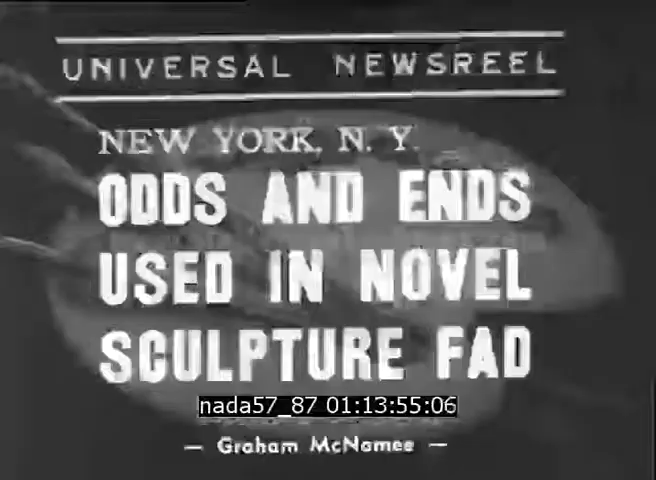 UNIVERSAL NEWSREEL
NEW YORK, N. Y.
ODDS AND ENDS
USED IN NOVEL
SCULPTURE FAD
nada57_87 01:13:55:06
— Graham McNamee —